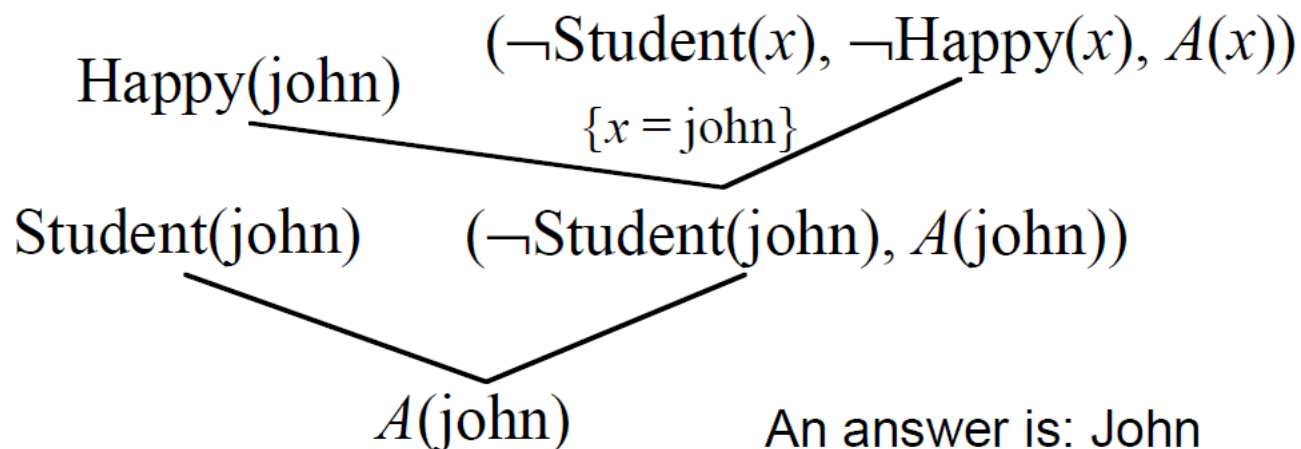 Happy(john)
(¬Student(x), ¬Happy(x), A(x))
{x = john}
Student(john)
(¬Student(john), A(john))
A(john)
An answer is: John